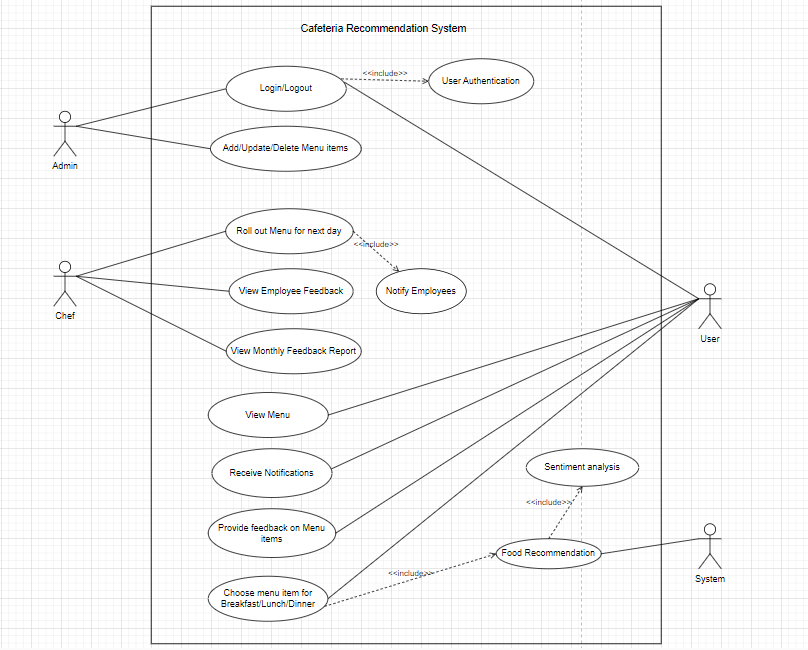 Cafeteria Recommendation System
<<include>>
Login/Logout
User Authentication
Add/Update/Delete Menu items
Admin
Roll out Menu for next day
<<include>>
View Employee Feedback
Notify Employees
Chef
User
View Monthly Feedback Report
View Menu
Receive Notifications
Sentiment analysis
<<include>>
Provide feedback on Menu
items
Food Recommendation
<<include>>
System
Choose menu item for
Breakfast/Lunch/Dinner